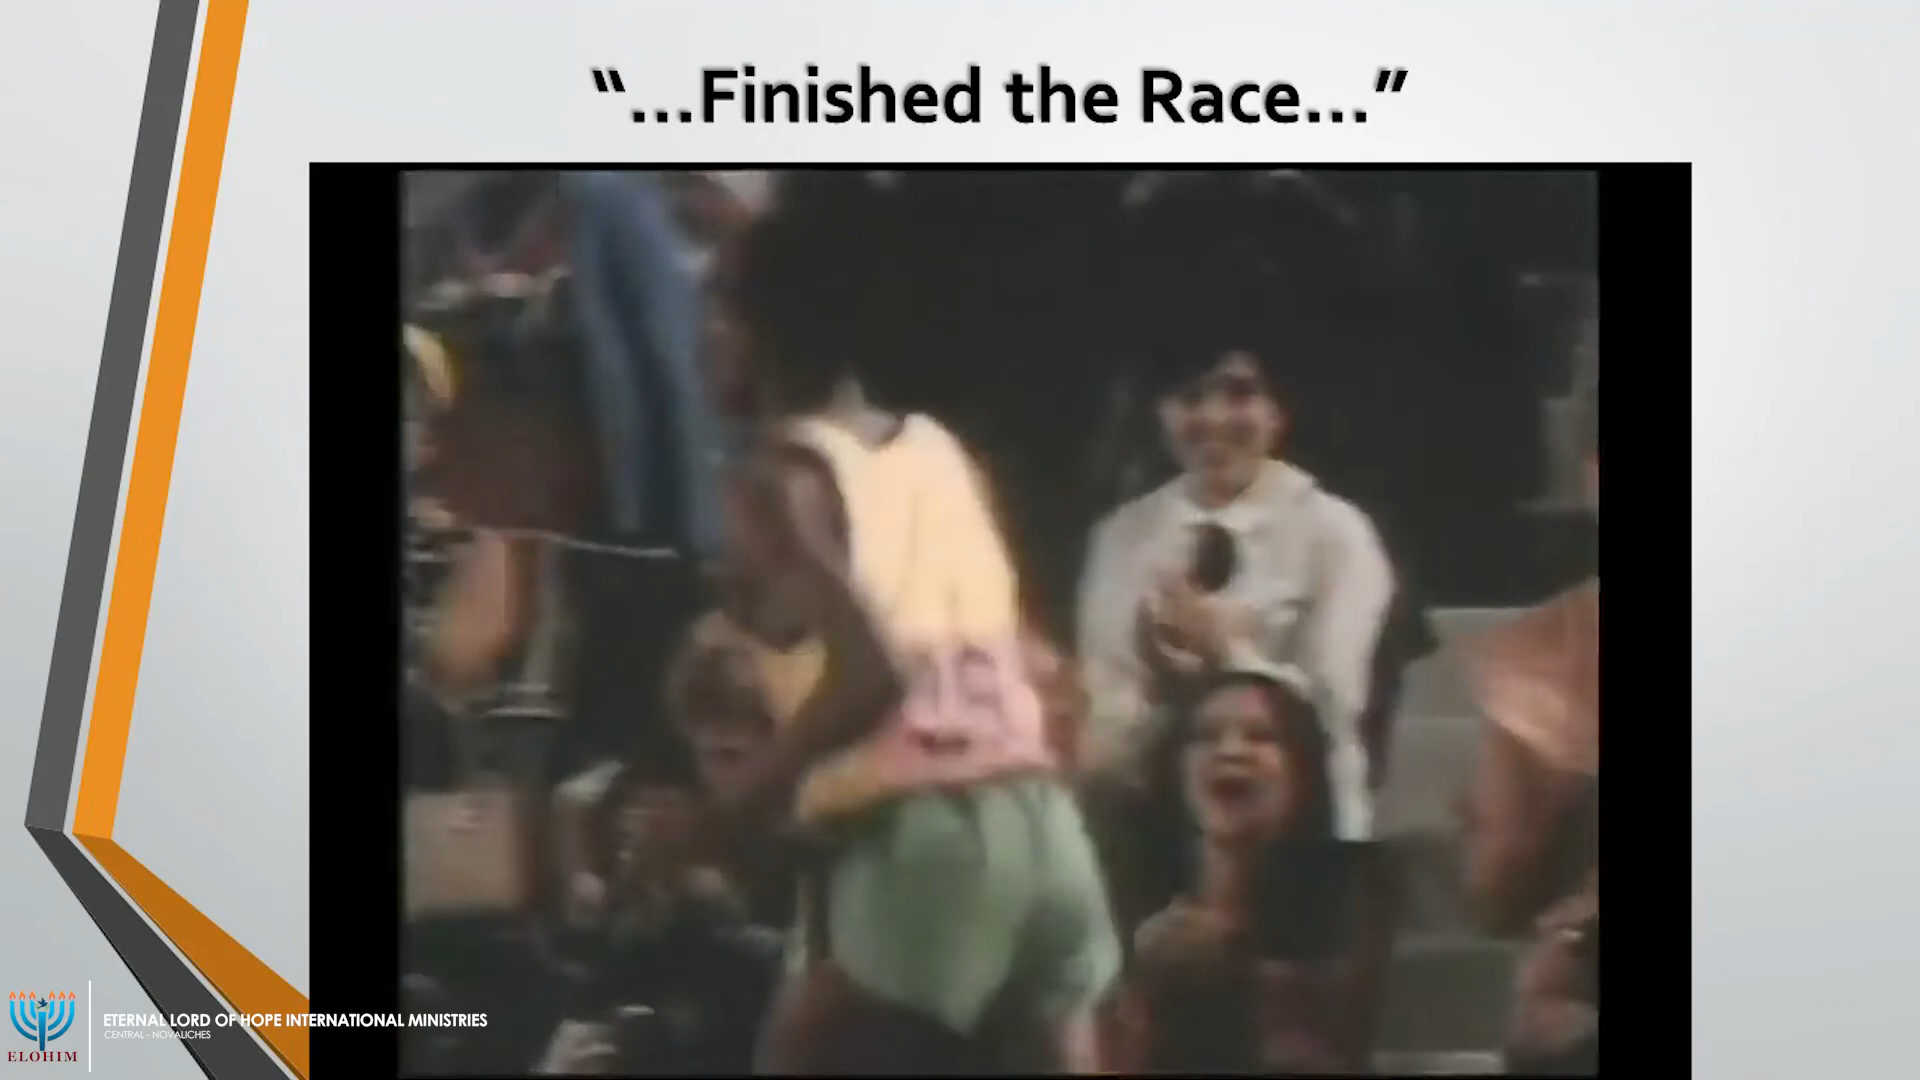 “...Finished the Race...”
ETERNAL LORD OF HOPE INTERNATIONAL MINISTRIES
CENTRAL - NOVALICHES
ELOHIM